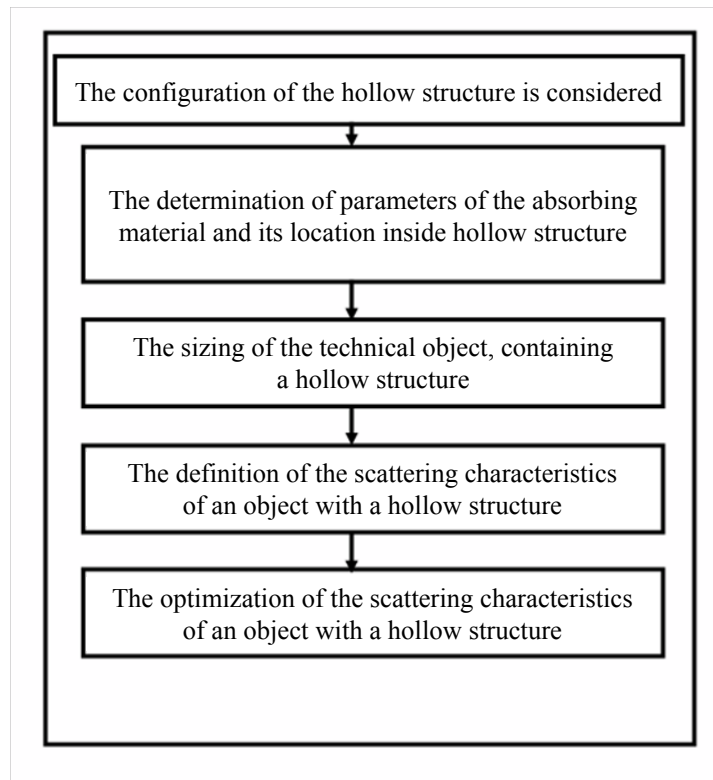 The configuration of the hollow structure is considered
The determination of parameters of the absorbing
material and its location inside hollow structure
The sizing of the technical object, containing
a hollow structure
The definition of the scattering characteristics
of an object with a hollow structure
The optimization of the scattering characteristics
of an object with a hollow structure